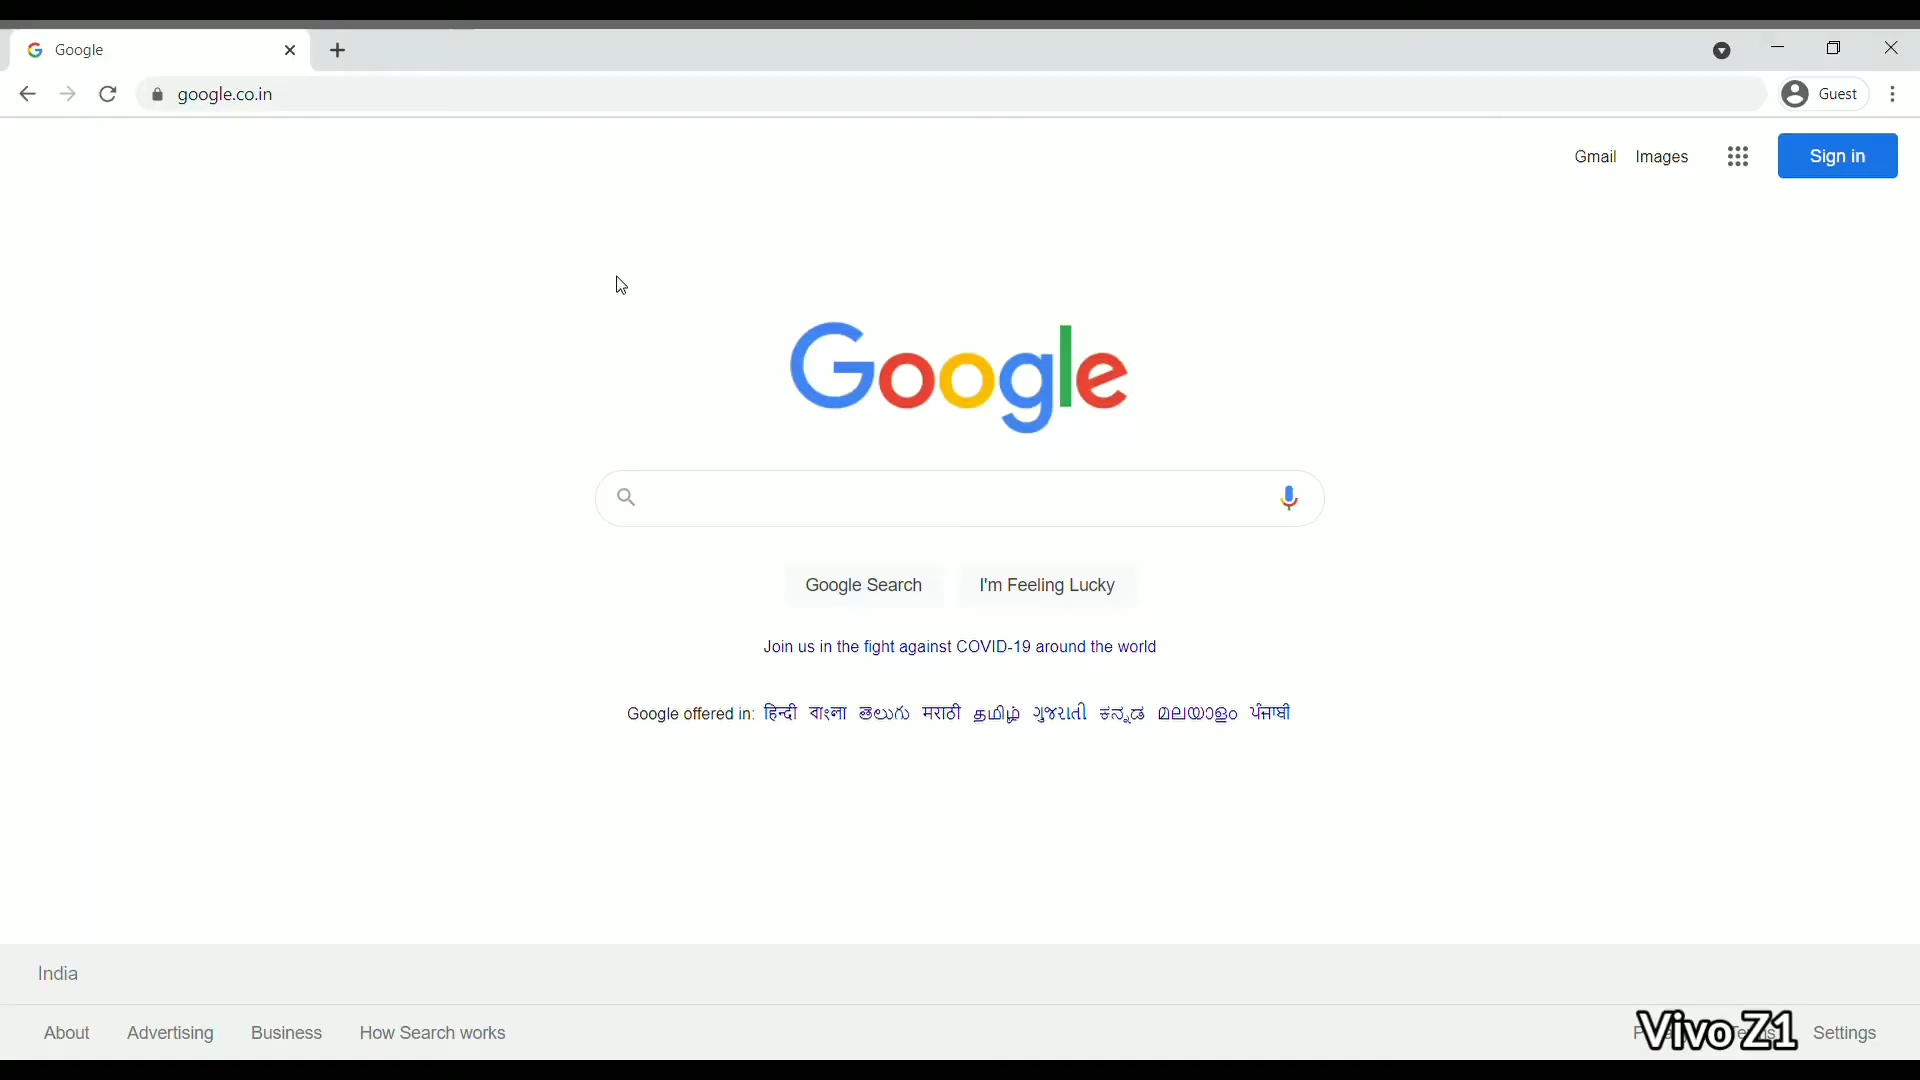 Google
google.co.in
Guest
Gmail Images
Sign in
Google
Google Search I'm Feeling Lucky
Join us in the fight against COVID-19 around the world
Google offered in: हिन्दी বাংলা తెలుగు मराठी தமிழ் ગુજરાતી ಕನ್ನಡ മലയാളം ਪੰਜਾਬੀ
India
About Advertising Business How Search works
Vivo Z1 Settings